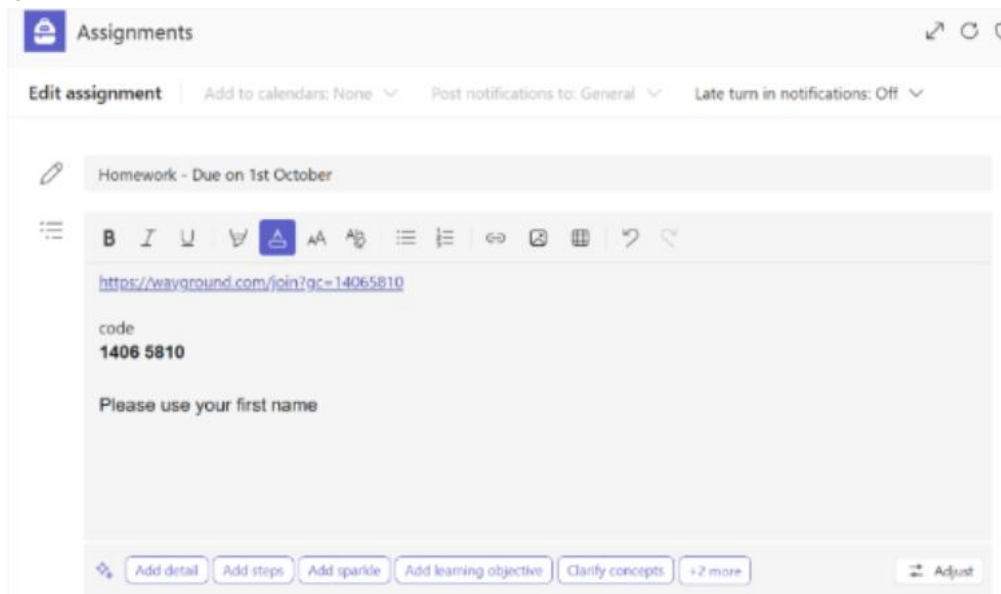 Assignments
Edit assignment Add to calendars: None Post notifications to: General Late turn in notifications: Off
Homework - Due on 1st October
B I U AA
https://wayground.com/join?gc=14065810
code
1406 5810
Please use your first name
Add detail Add steps Add sparkle Add learning objective Clarify concepts +2 more Adjust